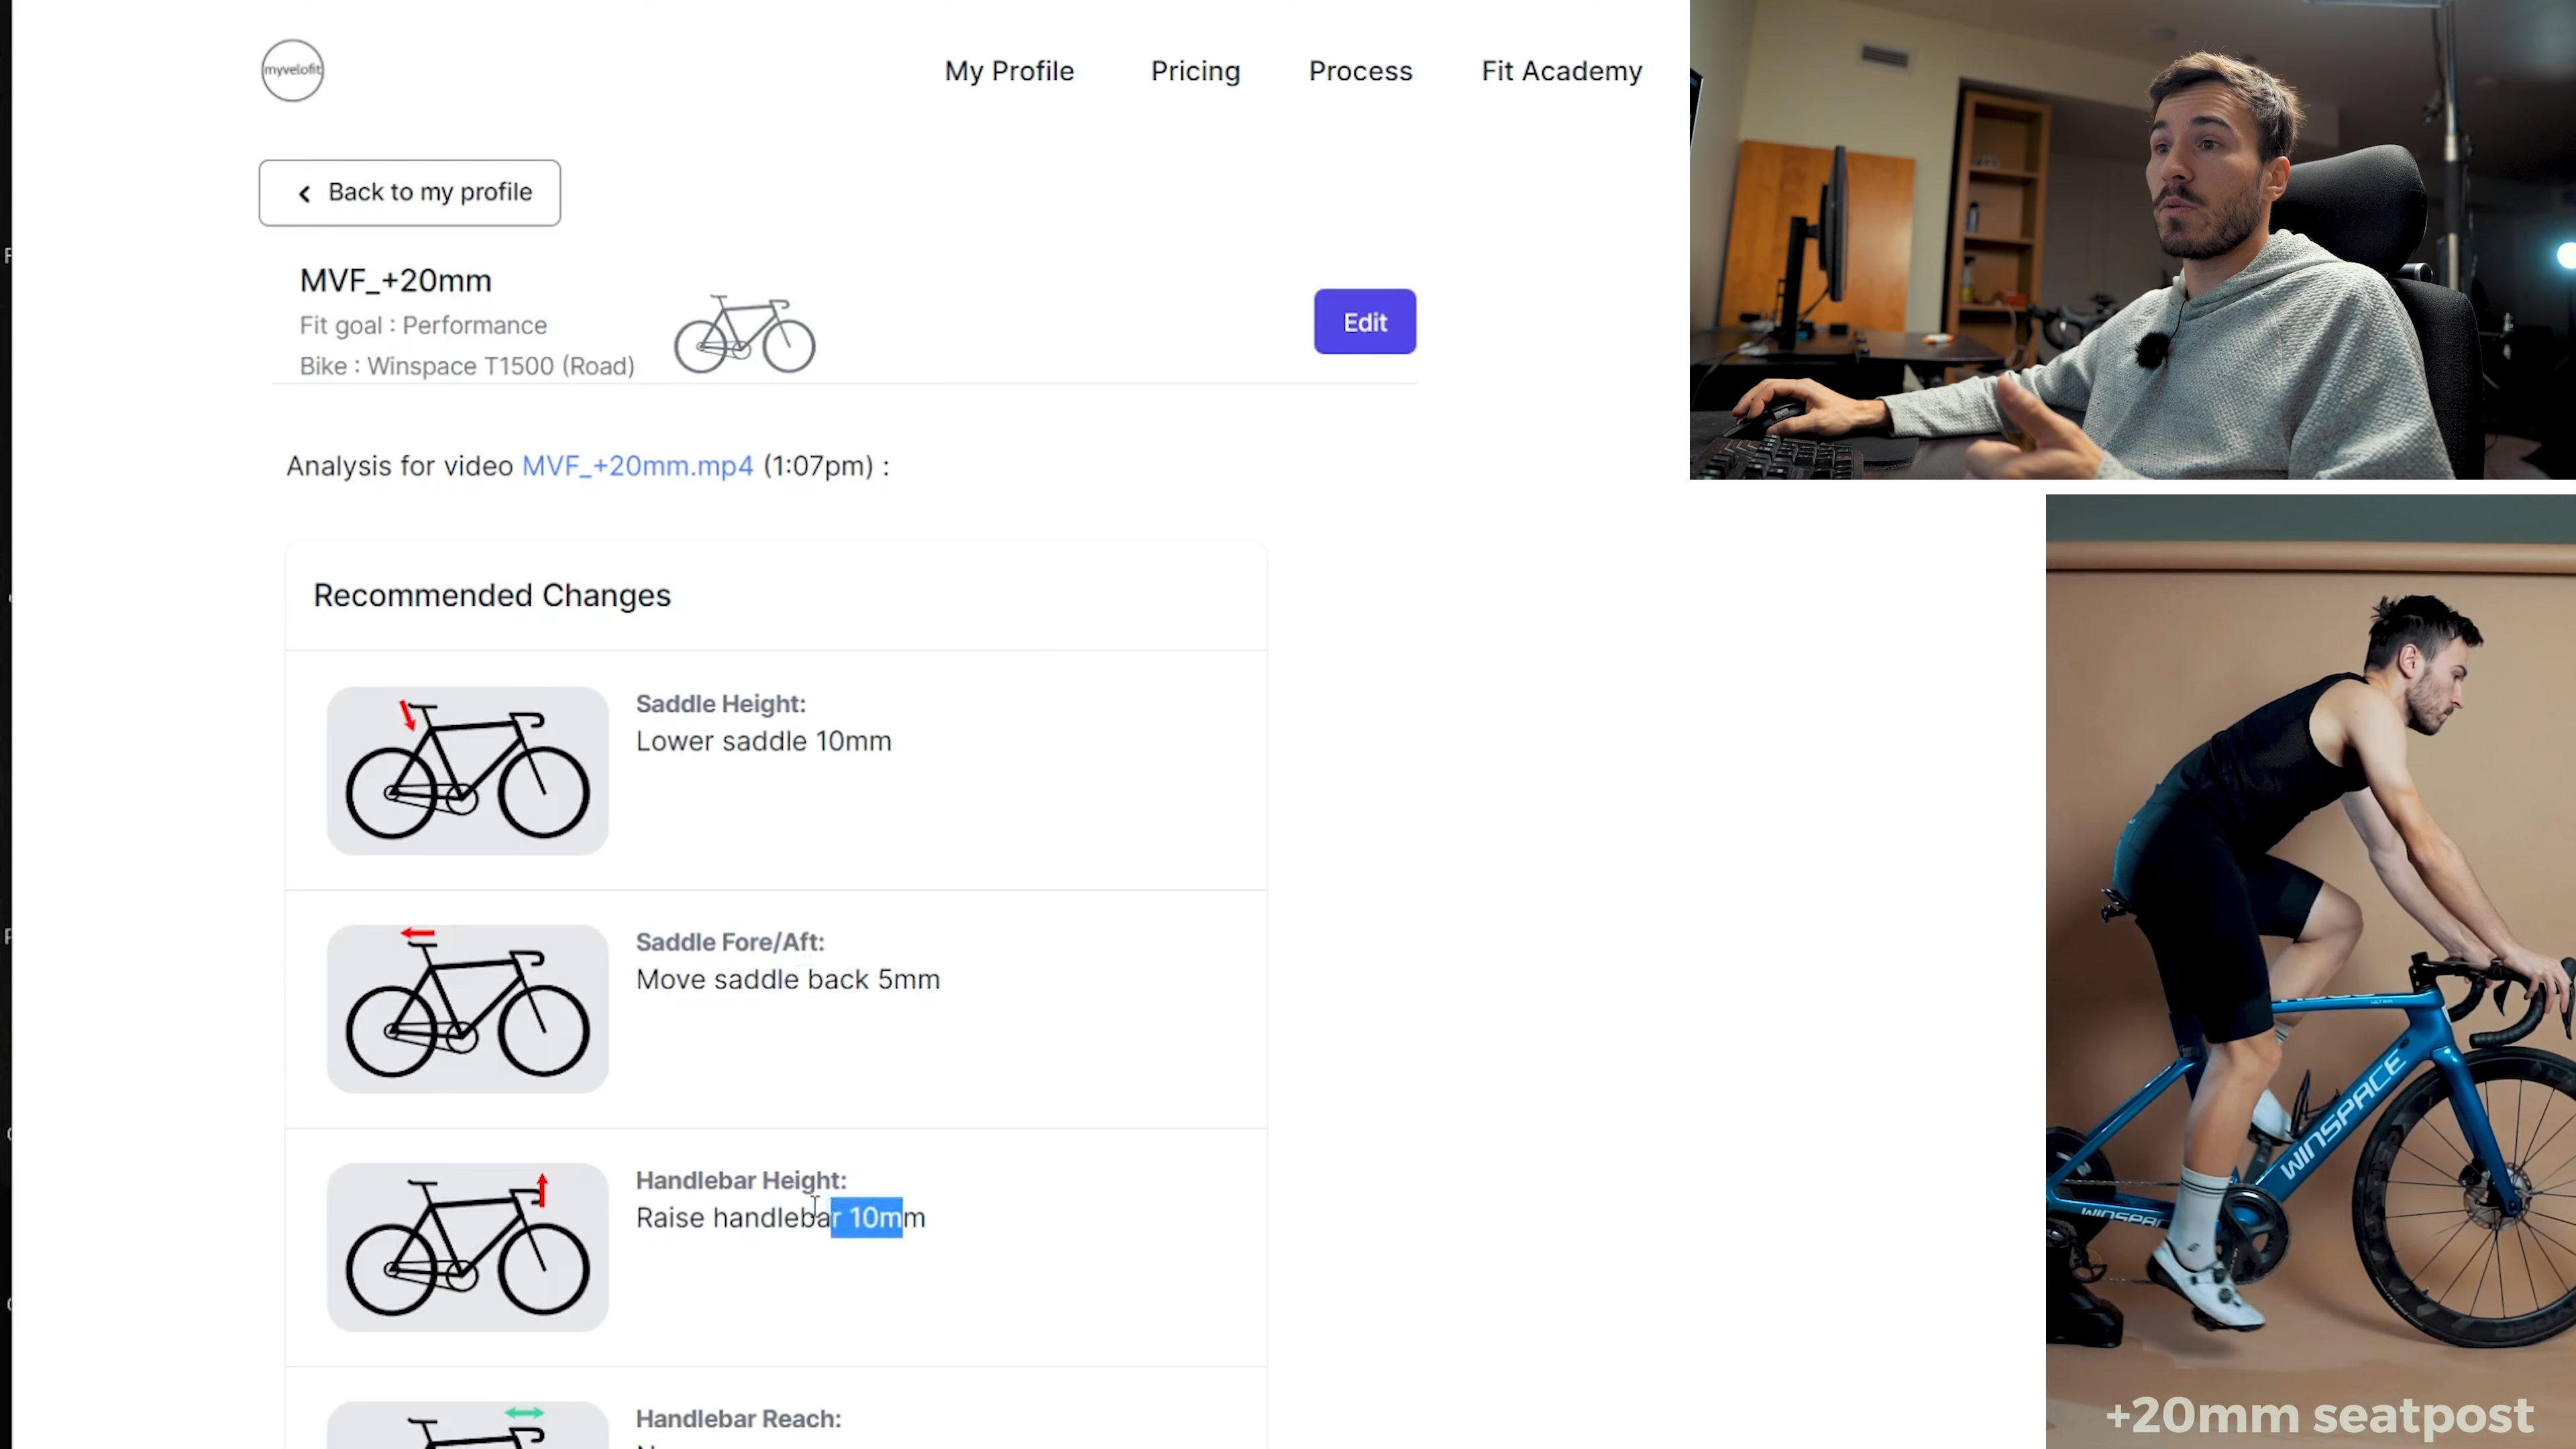 myvelofit
My Profile
Pricing
Process
Fit Academy
Back to my profile
MVF_+20mm
Fit goal : Performance
Bike : Winspace T1500 (Road)
Edit
Analysis for video MVF_+20mm.mp4 (1:07pm) :
Recommended Changes
Saddle Height:
Lower saddle 10mm
Saddle Fore/Aft:
Move saddle back 5mm
Handlebar Height:
Raise handlebar 10mm
Handlebar Reach:
WINSPACE
+20mm seatpost